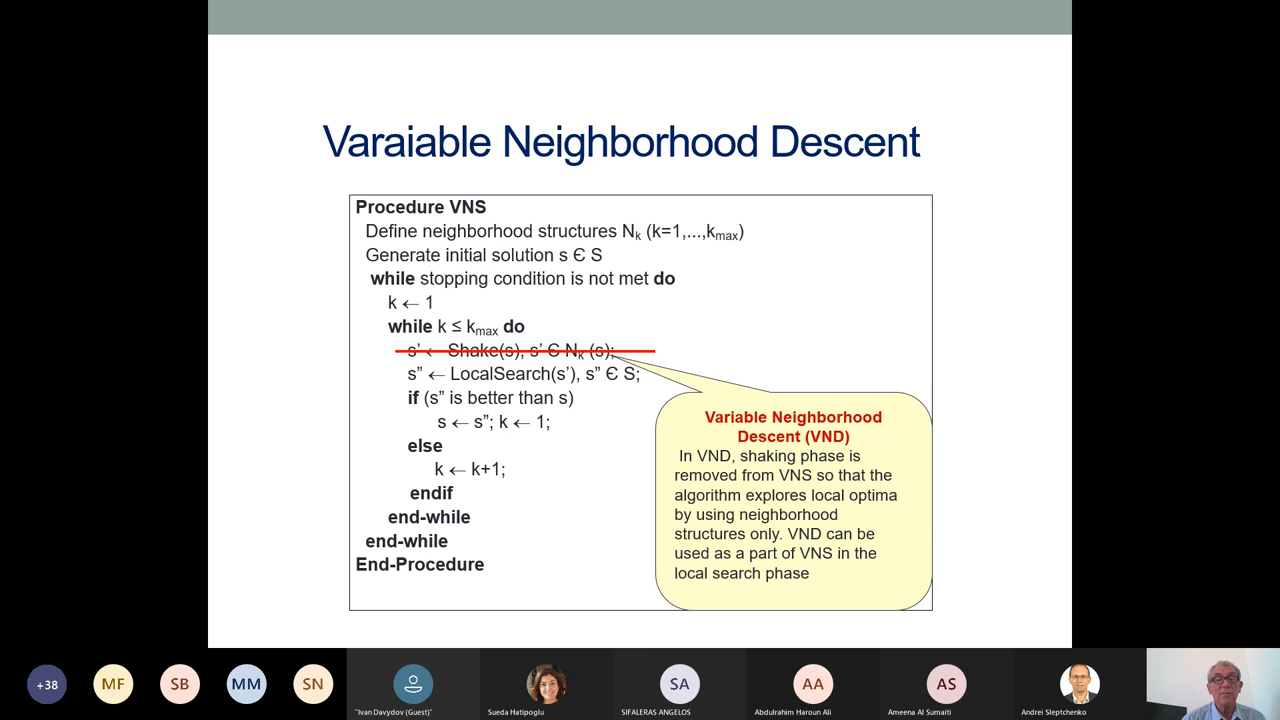 Varaiable Neighborhood Descent
Procedure VNS
Define neighborhood structures Nk (k=1,...,kmax)
Generate initial solution s Є S
while stopping condition is not met do
k ← 1
while k ≤ kmax do
s’ ← Shake(s), s’ Є Nk (s);
s” ← LocalSearch(s’), s” Є S;
if (s” is better than s)
s ← s”; k ← 1;
else
k ← k+1;
endif
end-while
end-while
End-Procedure
Variable Neighborhood
Descent (VND)
In VND, shaking phase is
removed from VNS so that the
algorithm explores local optima
by using neighborhood
structures only. VND can be
used as a part of VNS in the
local search phase
+38
MF
SB
MM
SN
"Ivan Davydov (Guest)"
Sueda Hatipoglu
SA
SIFALERAS ANGELOS
AA
Abdulrahim Haroun Ali
AS
Ameena Al Sumaiti
Andrei Sleptchenko